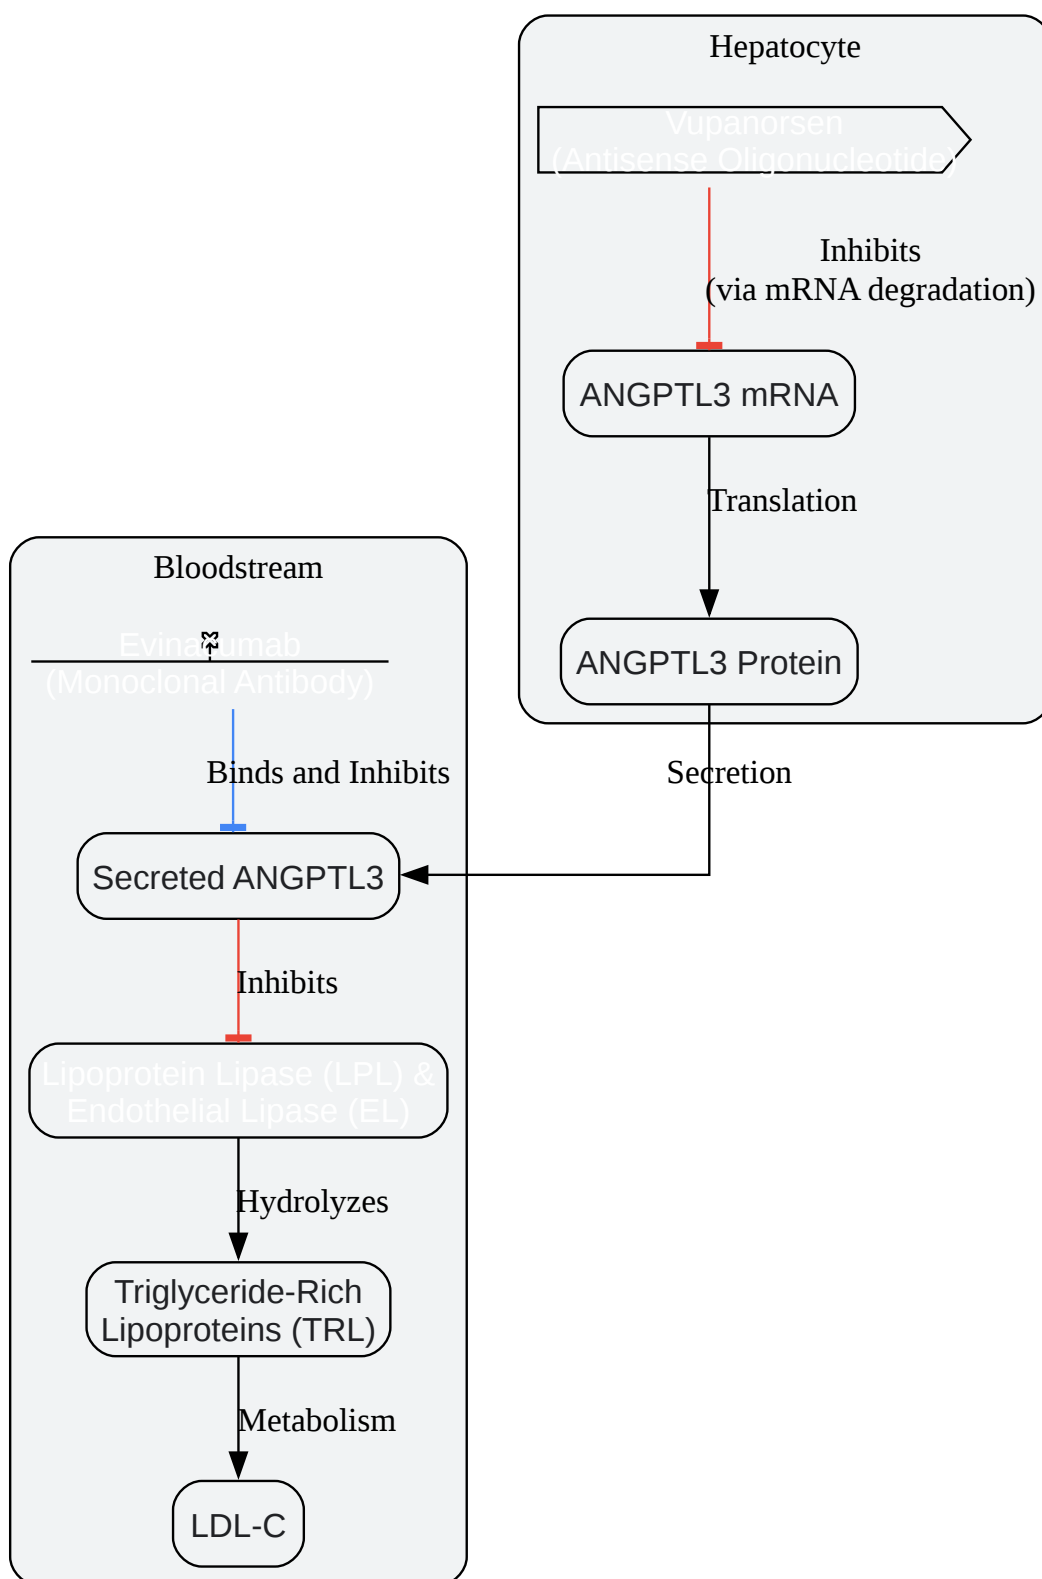 Hepatocyte
Vupanorsen
(Antisense Oligonucleotide)
Inhibits
(via mRNA degradation)
ANGPTL3 mRNA
Translation
ANGPTL3 Protein
Secretion
Bloodstream
Evinacumab
(Monoclonal Antibody)
Binds and Inhibits
Secreted ANGPTL3
Inhibits
Lipoprotein Lipase (LPL) &
Endothelial Lipase (EL)
Hydrolyzes
Triglyceride-Rich
Lipoproteins (TRL)
Metabolism
LDL-C